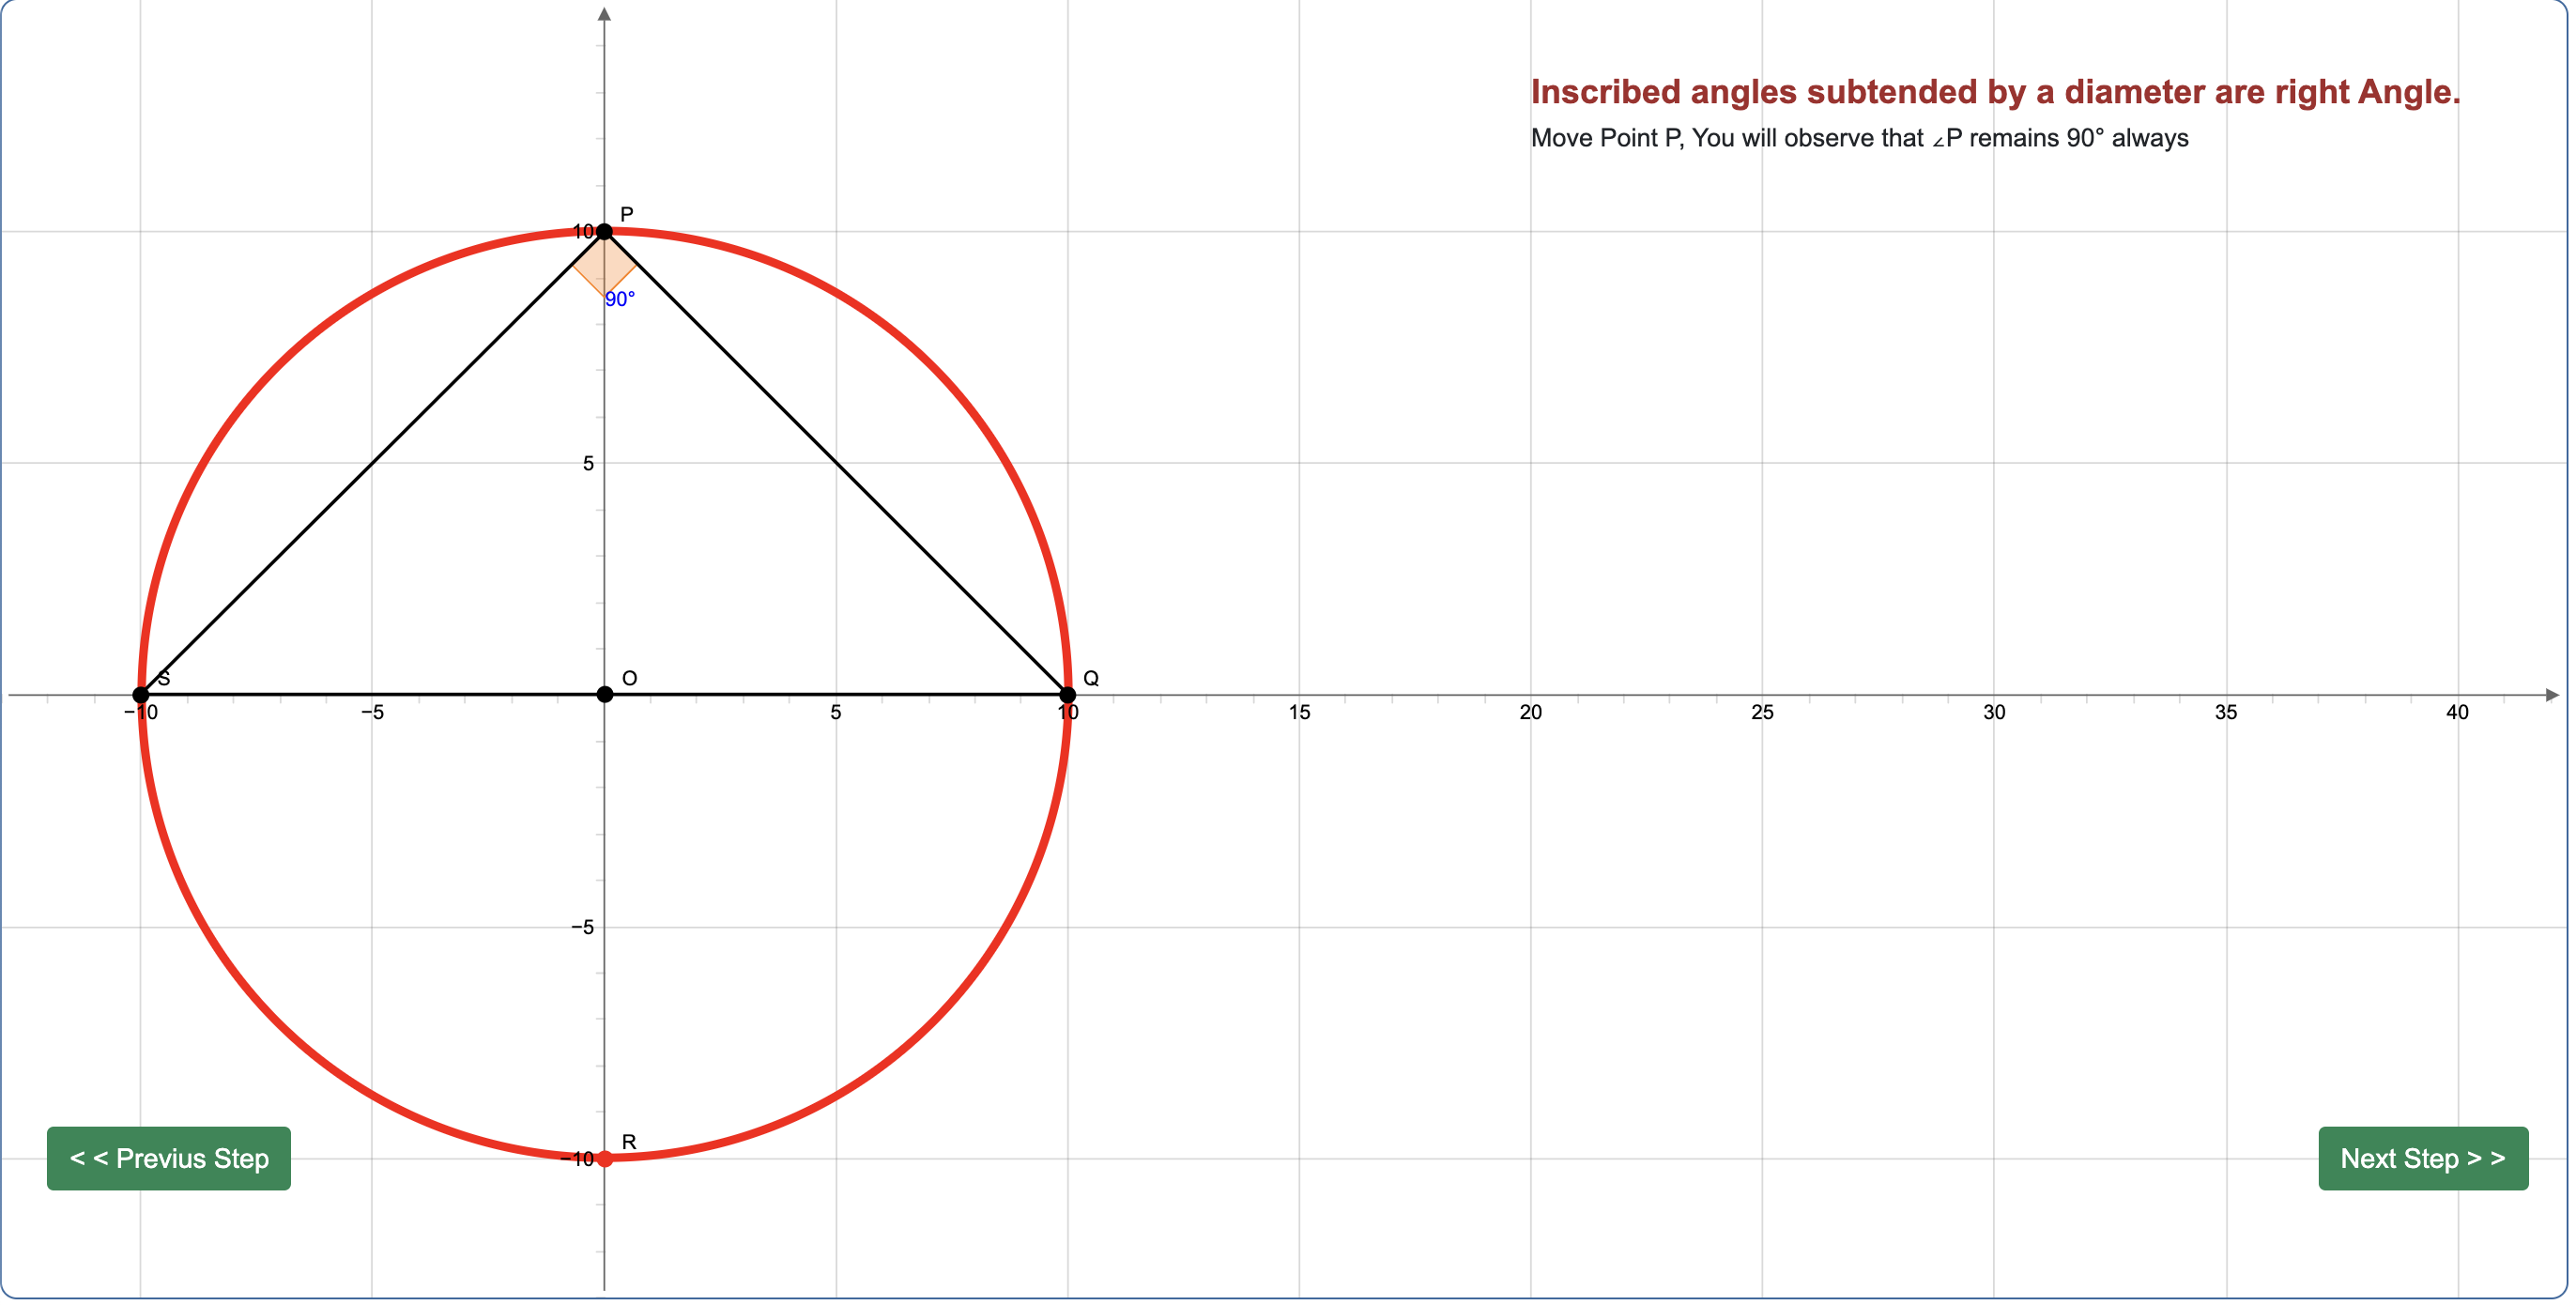 Inscribed angles subtended by a diameter are right Angle.
Move Point P, You will observe that ∠P remains 90° always
P
10
90°
5
S
O
Q
−10
−5
5
10
15
20
25
30
35
40
−5
R
−10
< < Previus Step
Next Step > >